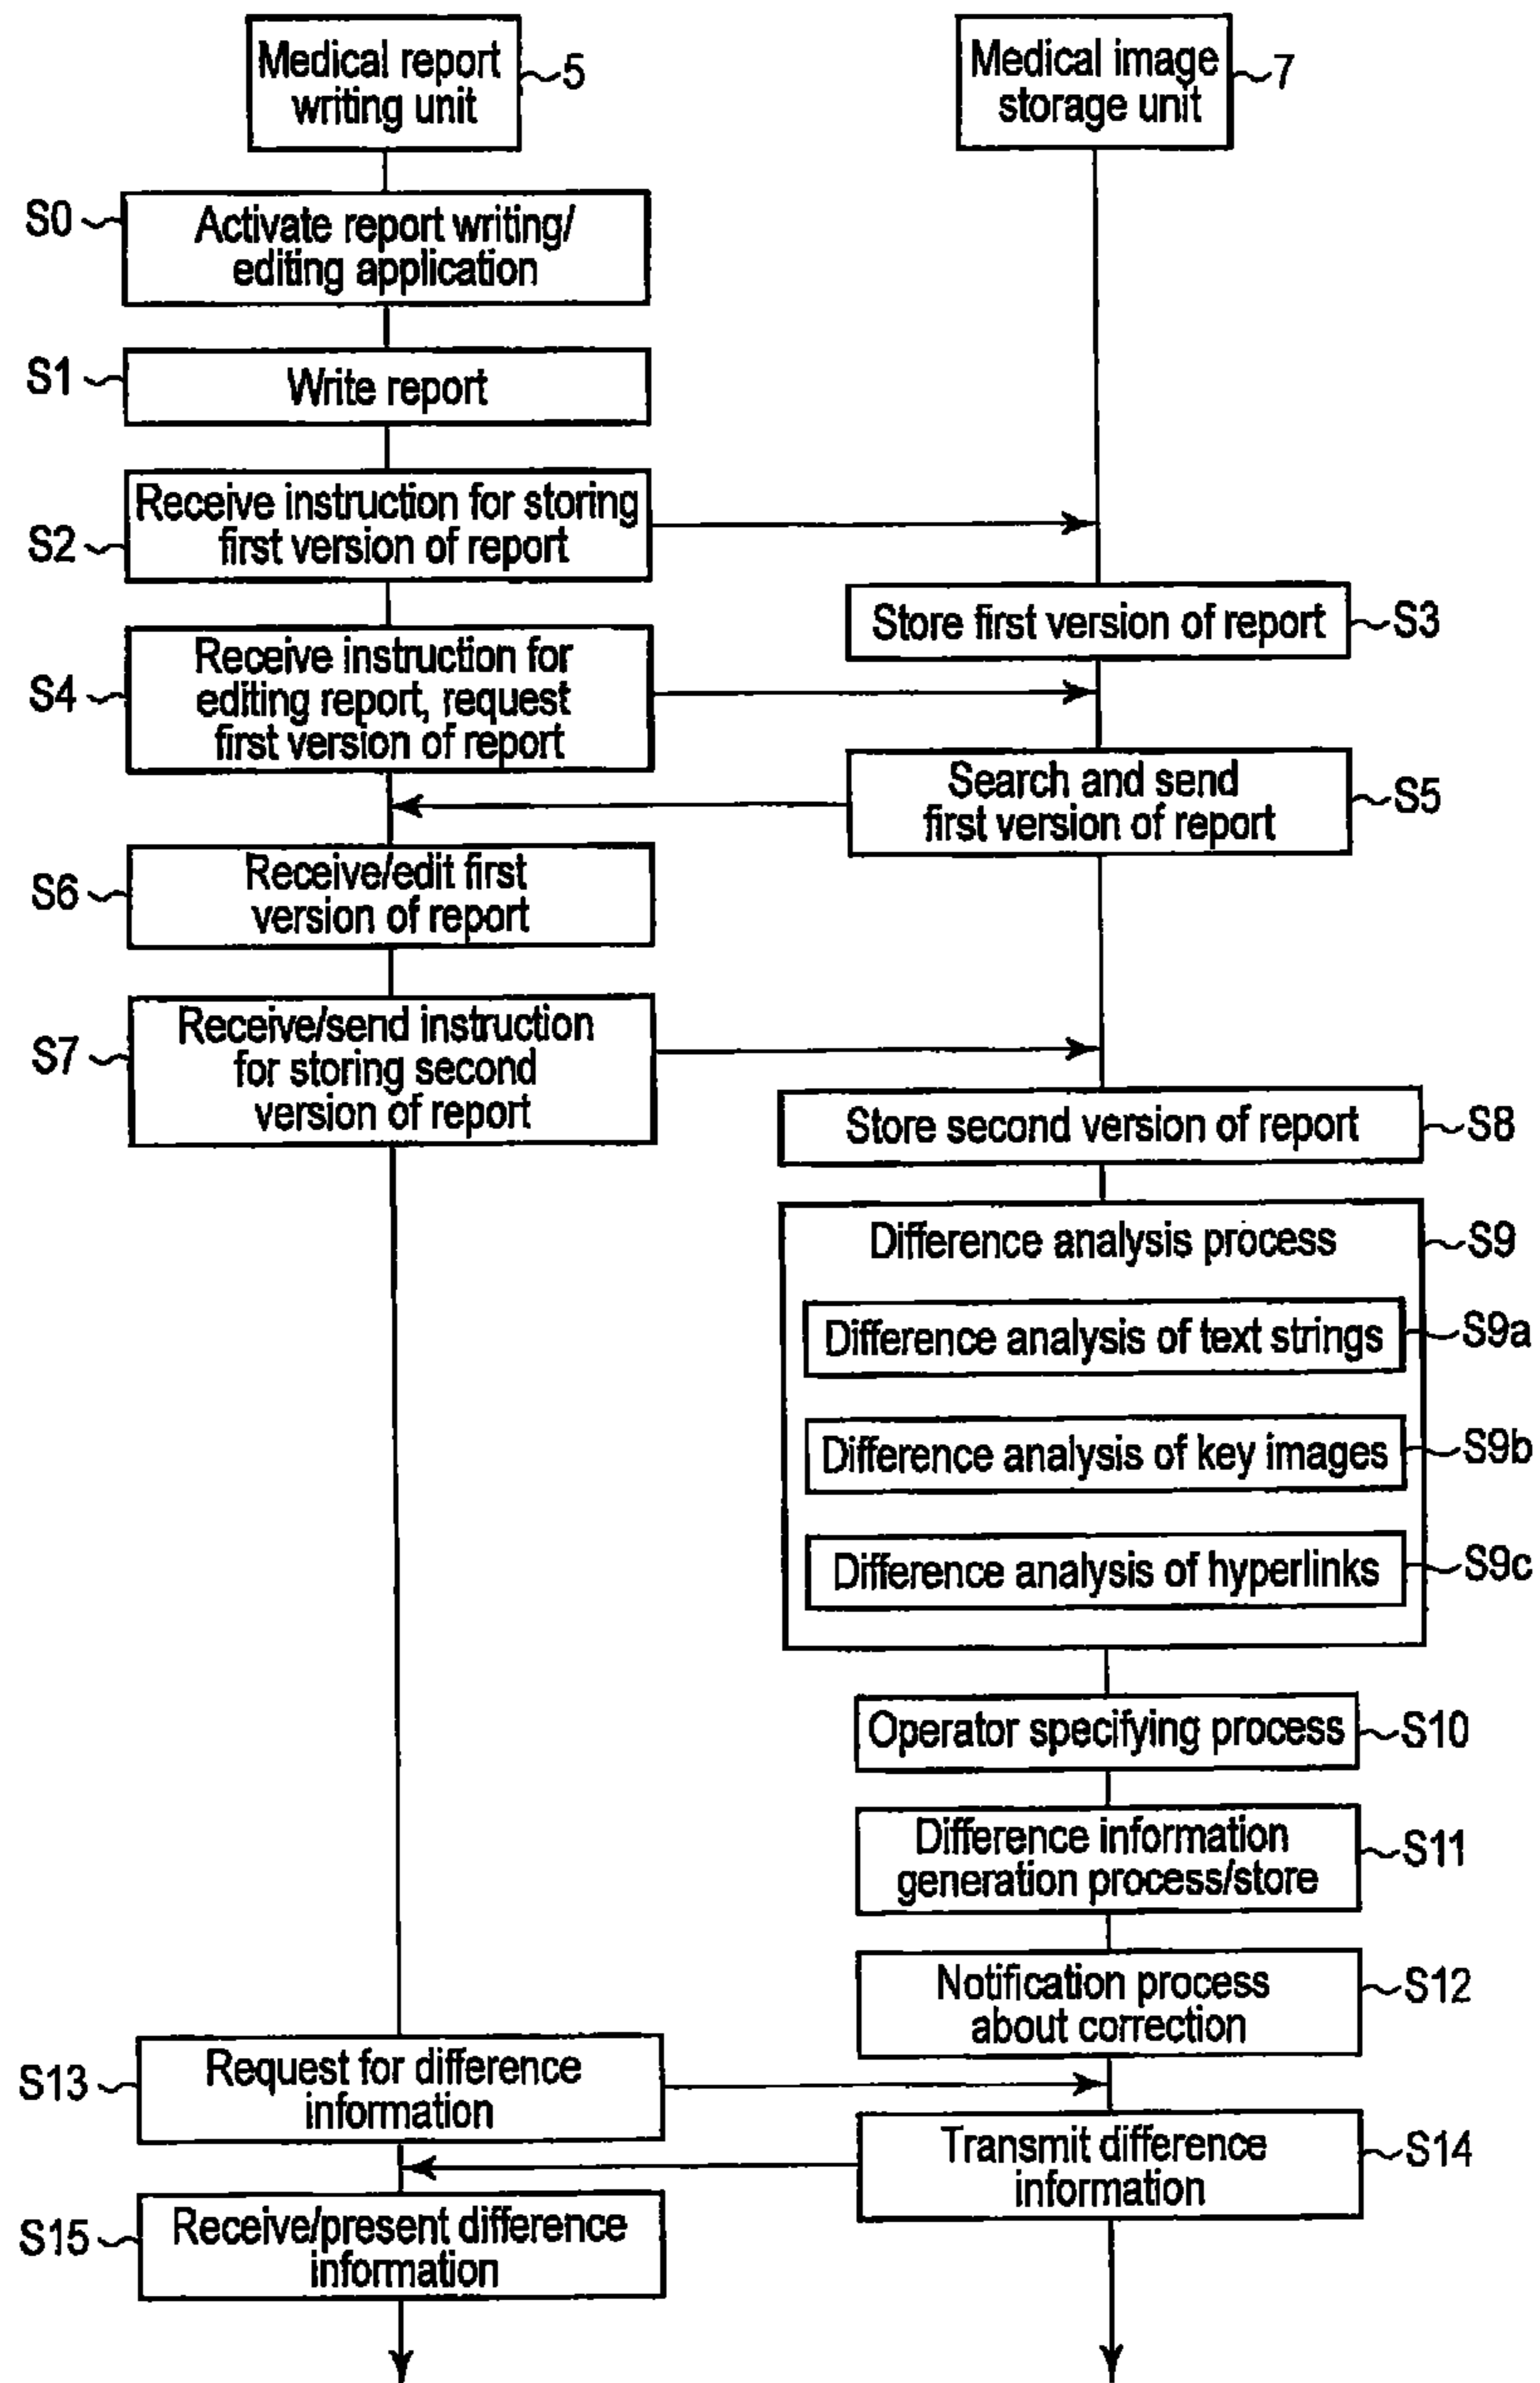 Medical report
writing unit
5
Medical image
storage unit
7
S0
Activate report writing/
editing application
S1
Write report
S2
Receive instruction for storing
first version of report
Store first version of report
S3
S4
Receive instruction for
editing report, request
first version of report
Search and send
first version of report
S5
S6
Receive/edit first
version of report
S7
Receive/send instruction
for storing second
version of report
Store second version of report
S8
Difference analysis process
S9
Difference analysis of text strings
S9a
Difference analysis of key images
S9b
Difference analysis of hyperlinks
S9c
Operator specifying process
S10
Difference information
generation process/store
S11
Notification process
about correction
S12
S13
Request for difference
information
Transmit difference
information
S14
S15
Receive/present difference
information